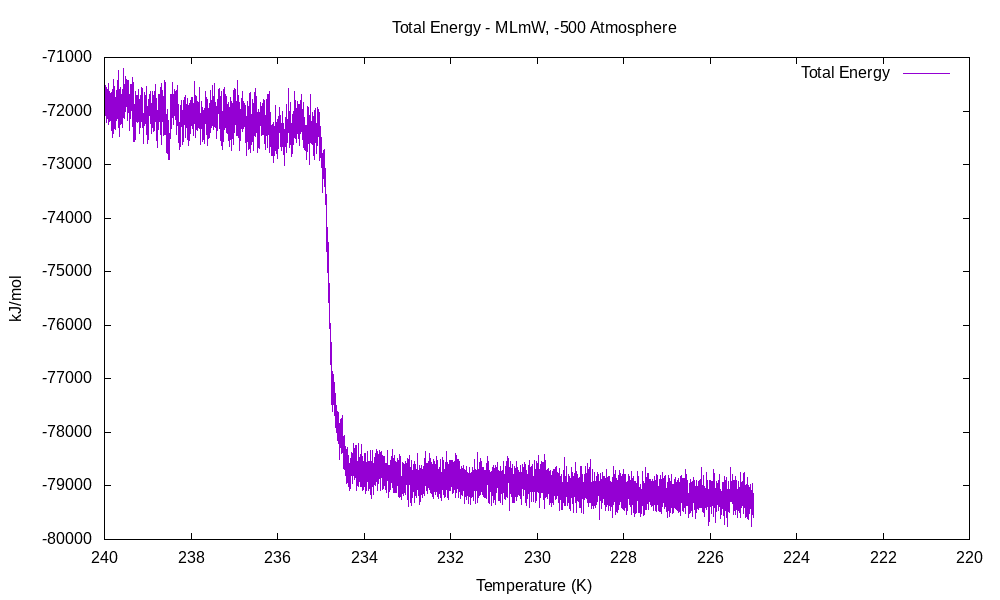 Total Energy - MLmW, -500 Atmosphere
Total Energy
-71000
-72000
-73000
-74000
-75000
-76000
-77000
-78000
-79000
-80000
kJ/mol
240 238 236 234 232 230 228 226 224 222 220
Temperature (K)